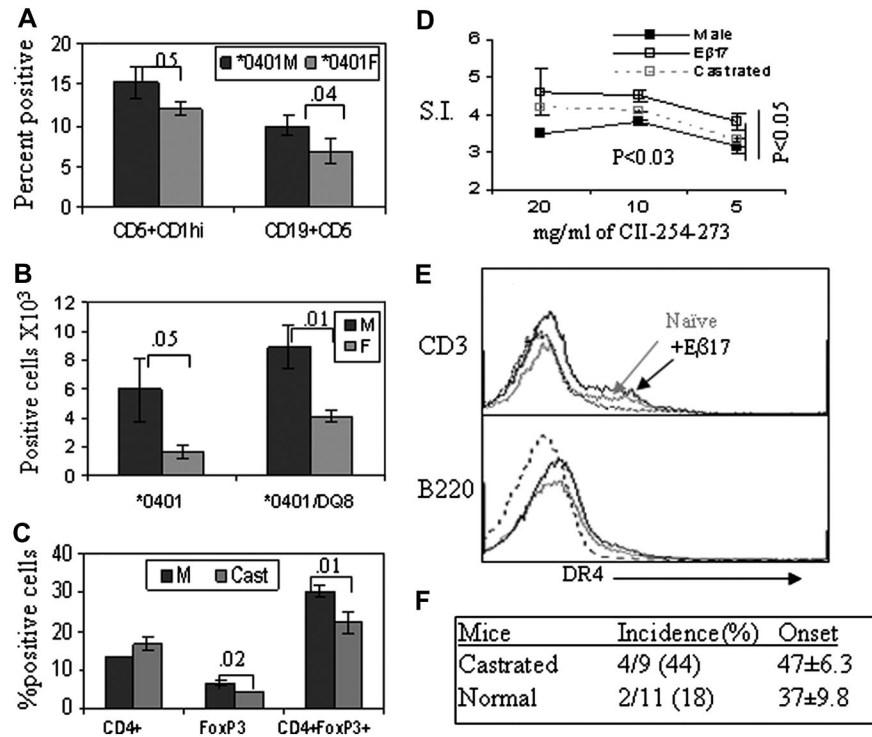 A
Percent positive
20
15
10
5
0
.05
.04
*0401M *0401F
CD5+CD1hi CD19+CD5
B
Positive cells X10³
12
10
8
6
4
2
0
.05
.01
M
F
*0401 *0401/DQ8
C
%positive cells
40
30
20
10
0
M Cast
.02
.01
CD4+ FoxP3 CD4+FoxP3+
D
S.I.
6
5
4
3
2
Male
Eβ17
Castrated
P<0.03
P<0.05
20 10 5
mg/ml of CII-254-273
E
CD3
Naïve
+Eβ17
B220
DR4
F
Mice Incidence (%) Onset
Castrated 4/9 (44) 47±6.3
Normal 2/11 (18) 37±9.8